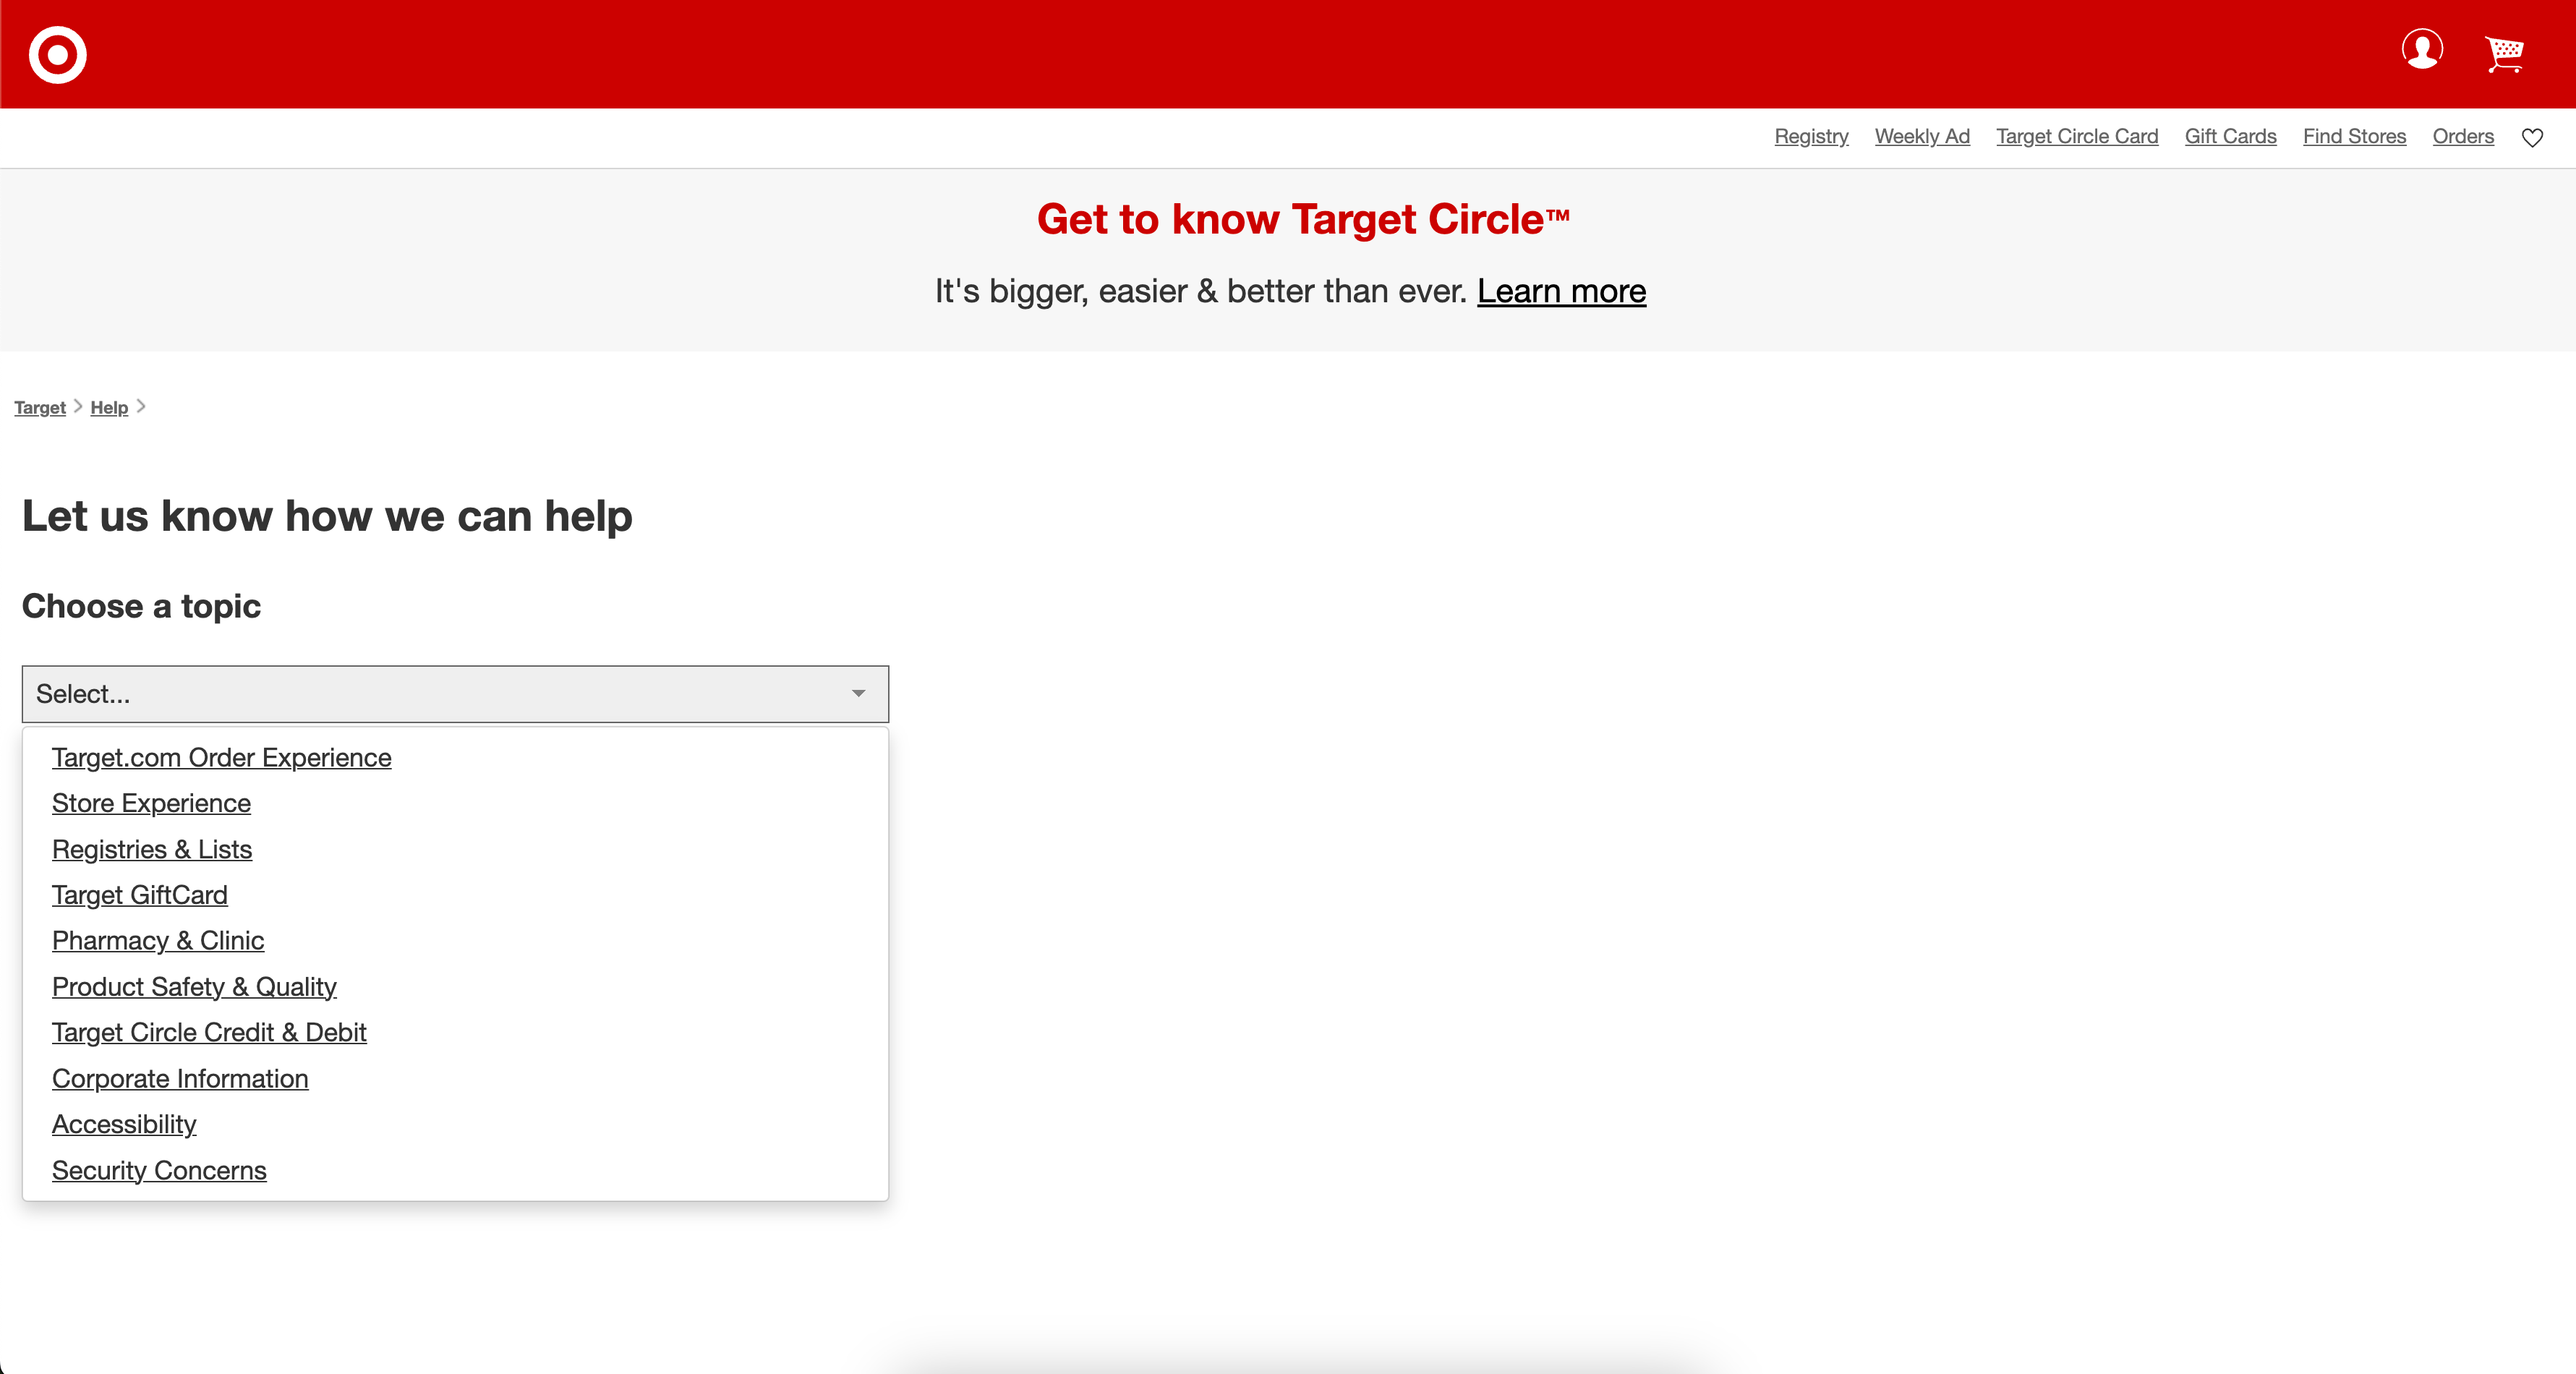 Registry Weekly Ad Target Circle Card Gift Cards Find Stores Orders
Get to know Target Circle™
It's bigger, easier & better than ever. Learn more
Target > Help >
Let us know how we can help
Choose a topic
Select...
Target.com Order Experience
Store Experience
Registries & Lists
Target GiftCard
Pharmacy & Clinic
Product Safety & Quality
Target Circle Credit & Debit
Corporate Information
Accessibility
Security Concerns